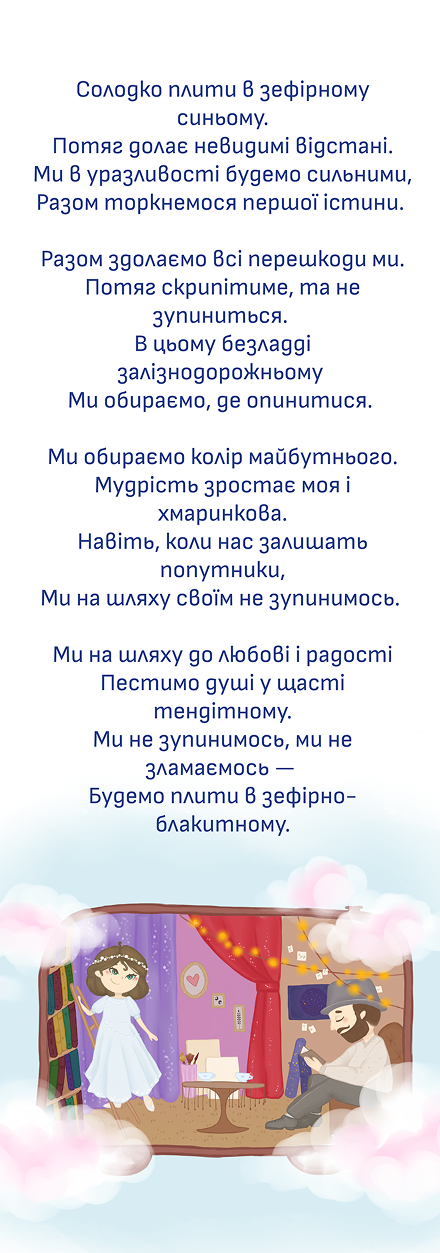 Солодко плити в зефірному
синьому.
Потяг долає невидимі відстані.
Ми в уразливості будемо сильними,
Разом торкнемося першої істини.
Разом здолаємо всі перешкоди ми.
Потяг скрипітиме, та не
зупиниться.
В цьому безладді
залізнодорожньому
Ми обираємо, де опинитися.
Ми обираємо колір майбутнього.
Мудрість зростає моя і
хмаринкова.
Навіть, коли нас залишать
попутники,
Ми на шляху своїм не зупинимось.
Ми на шляху до любові і радості
Пестимо душі у щасті
тендітному.
Ми не зупинимось, ми не
зламаємось —
Будемо плити в зефірно-
блакитному.